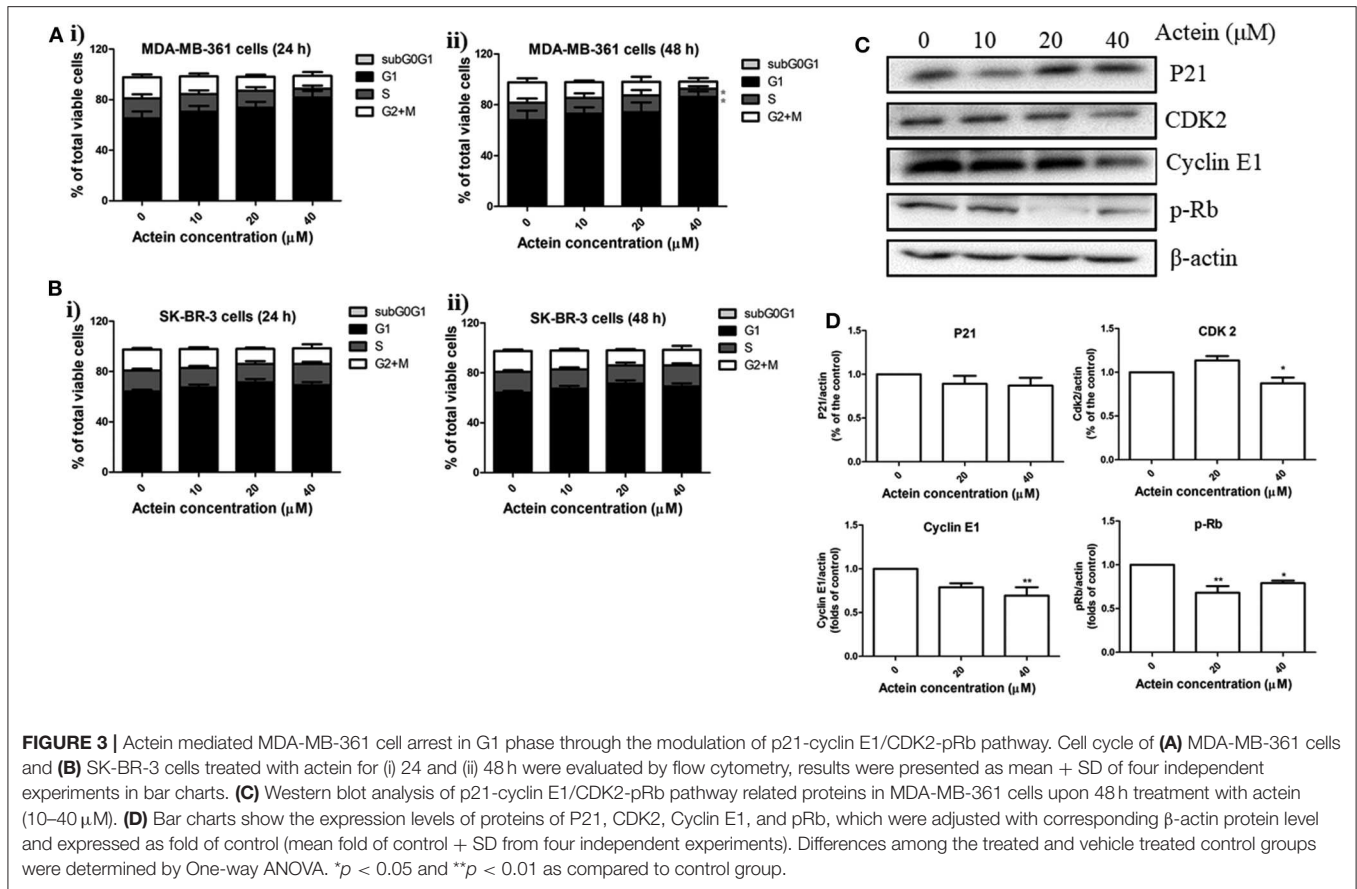 A
i)
MDA-MB-361 cells (24 h)
% of total viable cells
120
80
40
0
0
10
20
40
Actein concentration (μM)
subG0G1
G1
S
G2+M
ii)
MDA-MB-361 cells (48 h)
% of total viable cells
120
80
40
0
*
*
0
10
20
40
Actein concentration (μM)
subG0G1
G1
S
G2+M
B
i)
SK-BR-3 cells (24 h)
% of total viable cells
120
80
40
0
0
10
20
40
Actein concentration (μM)
subG0G1
G1
S
G2+M
ii)
SK-BR-3 cells (48 h)
% of total viable cells
120
80
40
0
0
10
20
40
Actein concentration (μM)
subG0G1
G1
S
G2+M
C
0 10 20 40 Actein (μM)
P21
CDK2
Cyclin E1
p-Rb
β-actin
D
P21
P21/actin
(% of the control)
1.5
1.0
0.5
0.0
0
20
40
Actein concentration (μM)
CDK 2
Cdk2/actin
(% of the control)
1.5
1.0
0.5
0.0
*
0
20
40
Actein concentration (μM)
Cyclin E1
Cyclin E1/actin
(folds of control)
1.5
1.0
0.5
0.0
**
0
20
40
Actein concentration (μM)
p-Rb
pRb/actin
(folds of control)
1.5
1.0
0.5
0.0
**
*
0
20
40
Actein concentration (μM)
FIGURE 3 | Actein mediated MDA-MB-361 cell arrest in G1 phase through the modulation of p21-cyclin E1/CDK2-pRb pathway. Cell cycle of (A) MDA-MB-361 cells
and (B) SK-BR-3 cells treated with actein for (i) 24 and (ii) 48 h were evaluated by flow cytometry, results were presented as mean + SD of four independent
experiments in bar charts. (C) Western blot analysis of p21-cyclin E1/CDK2-pRb pathway related proteins in MDA-MB-361 cells upon 48 h treatment with actein
(10–40 μM). (D) Bar charts show the expression levels of proteins of P21, CDK2, Cyclin E1, and pRb, which were adjusted with corresponding β-actin protein level
and expressed as fold of control (mean fold of control + SD from four independent experiments). Differences among the treated and vehicle treated control groups
were determined by One-way ANOVA. *p < 0.05 and **p < 0.01 as compared to control group.